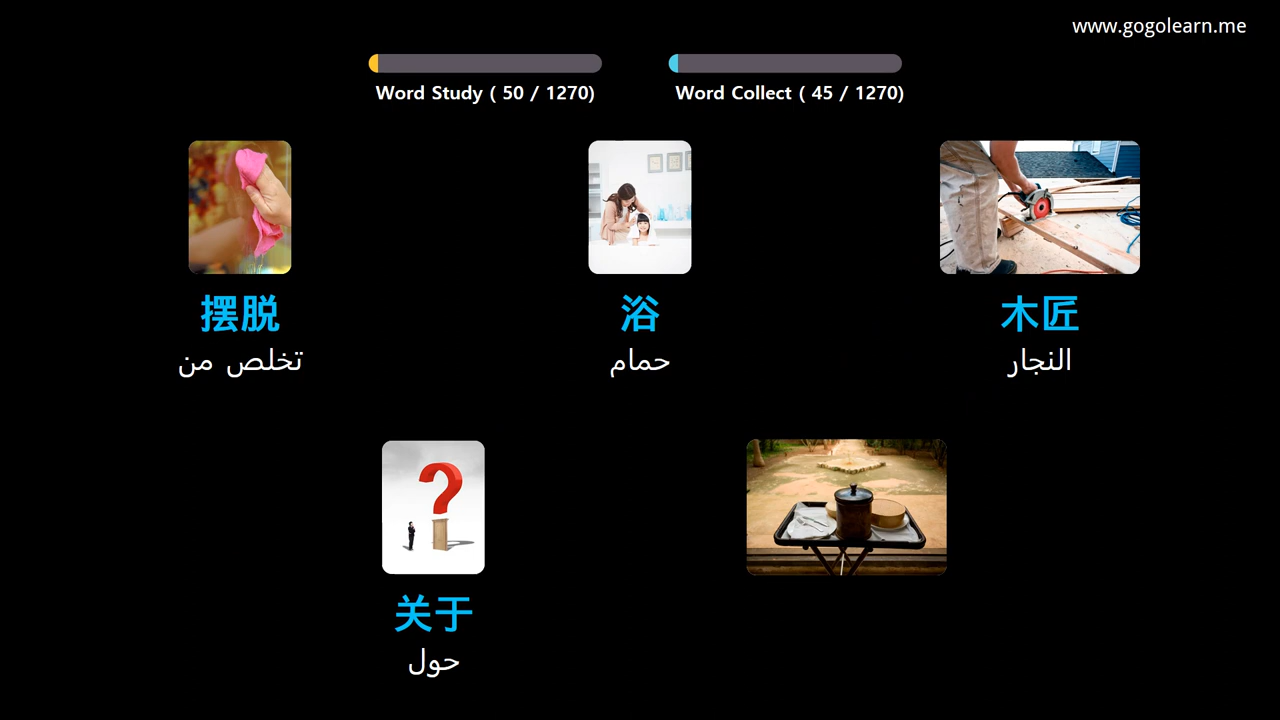 www.gogolearn.me
Word Study ( 50 / 1270)
Word Collect ( 45 / 1270)
摆脱
تخلص من
浴
حمام
木匠
النجار
关于
حول